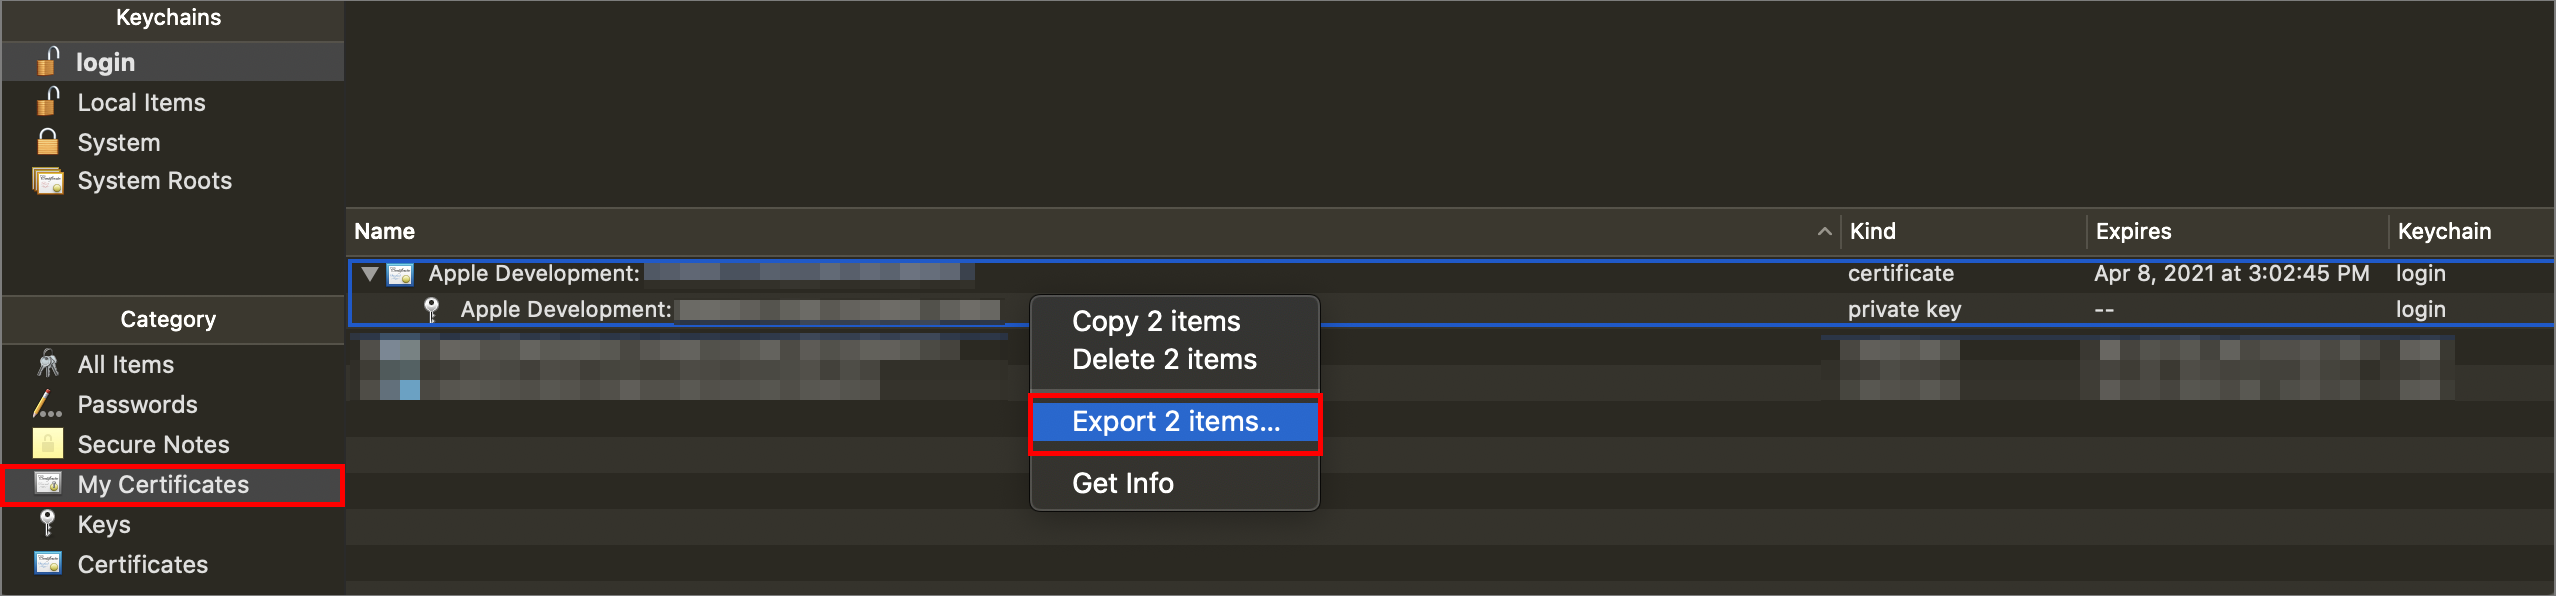 Keychains
login
Local Items
System
System Roots
Category
All Items
Passwords
Secure Notes
My Certificates
Keys
Certificates
Name Kind Expires Keychain
Apple Development: certificate Apr 8, 2021 at 3:02:45 PM login
Apple Development: private key -- login
Copy 2 items
Delete 2 items
Export 2 items...
Get Info